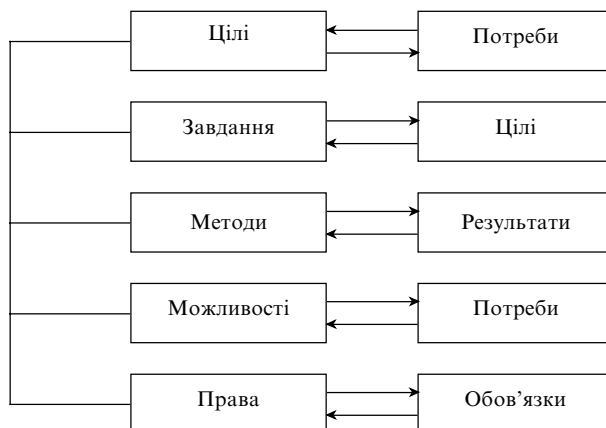 Цілі
Потреби
Завдання
Цілі
Методи
Результати
Можливості
Потреби
Права
Обов’язки